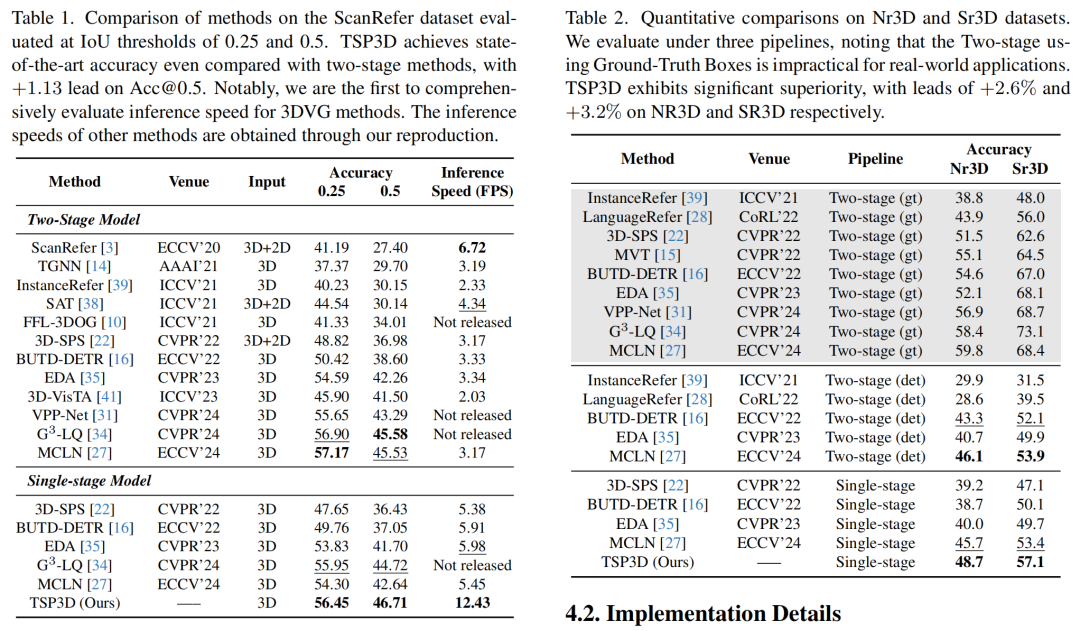 Table 1. Comparison of methods on the ScanRefer dataset eval-
uated at IoU thresholds of 0.25 and 0.5. TSP3D achieves state-
of-the-art accuracy even compared with two-stage methods, with
+1.13 lead on Acc@0.5. Notably, we are the first to comprehen-
sively evaluate inference speed for 3DVG methods. The inference
speeds of other methods are obtained through our reproduction.
Method Venue Input Accuracy Inference
0.25 0.5 Speed (FPS)
Two-Stage Model
ScanRefer [3] ECCV'20 3D+2D 41.19 27.40 6.72
TGNN [14] AAAI'21 3D 37.37 29.70 3.19
InstanceRefer [39] ICCV'21 3D 40.23 30.15 2.33
SAT [38] ICCV'21 3D+2D 44.54 30.14 4.34
FFL-3DOG [10] ICCV'21 3D 41.33 34.01 Not released
3D-SPS [22] CVPR'22 3D+2D 48.82 36.98 3.17
BUTD-DETR [16] ECCV'22 3D 50.42 38.60 3.33
EDA [35] CVPR'23 3D 54.59 42.26 3.34
3D-VisTA [41] ICCV'23 3D 45.90 41.50 2.03
VPP-Net [31] CVPR'24 3D 55.65 43.29 Not released
G³-LQ [34] CVPR'24 3D 56.90 45.58 Not released
MCLN [27] ECCV'24 3D 57.17 45.53 3.17
Single-stage Model
3D-SPS [22] CVPR'22 3D 47.65 36.43 5.38
BUTD-DETR [16] ECCV'22 3D 49.76 37.05 5.91
EDA [35] CVPR'23 3D 53.83 41.70 5.98
G³-LQ [34] CVPR'24 3D 55.95 44.72 Not released
MCLN [27] ECCV'24 3D 54.30 42.64 5.45
TSP3D (Ours) — 3D 56.45 46.71 12.43
Table 2. Quantitative comparisons on Nr3D and Sr3D datasets.
We evaluate under three pipelines, noting that the Two-stage us-
ing Ground-Truth Boxes is impractical for real-world applications.
TSP3D exhibits significant superiority, with leads of +2.6% and
+3.2% on NR3D and SR3D respectively.
Method Venue Pipeline Accuracy
Nr3D Sr3D
InstanceRefer [39] ICCV'21 Two-stage (gt) 38.8 48.0
LanguageRefer [28] CoRL'22 Two-stage (gt) 43.9 56.0
3D-SPS [22] CVPR'22 Two-stage (gt) 51.5 62.6
MVT [15] CVPR'22 Two-stage (gt) 55.1 64.5
BUTD-DETR [16] ECCV'22 Two-stage (gt) 54.6 67.0
EDA [35] CVPR'23 Two-stage (gt) 52.1 68.1
VPP-Net [31] CVPR'24 Two-stage (gt) 56.9 68.7
G³-LQ [34] CVPR'24 Two-stage (gt) 58.4 73.1
MCLN [27] ECCV'24 Two-stage (gt) 59.8 68.4
InstanceRefer [39] ICCV'21 Two-stage (det) 29.9 31.5
LanguageRefer [28] CoRL'22 Two-stage (det) 28.6 39.5
BUTD-DETR [16] ECCV'22 Two-stage (det) 43.3 52.1
EDA [35] CVPR'23 Two-stage (det) 40.7 49.9
MCLN [27] ECCV'24 Two-stage (det) 46.1 53.9
3D-SPS [22] CVPR'22 Single-stage 39.2 47.1
BUTD-DETR [16] ECCV'22 Single-stage 38.7 50.1
EDA [35] CVPR'23 Single-stage 40.0 49.7
MCLN [27] ECCV'24 Single-stage 45.7 53.4
TSP3D (Ours) — Single-stage 48.7 57.1
4.2. Implementation Details